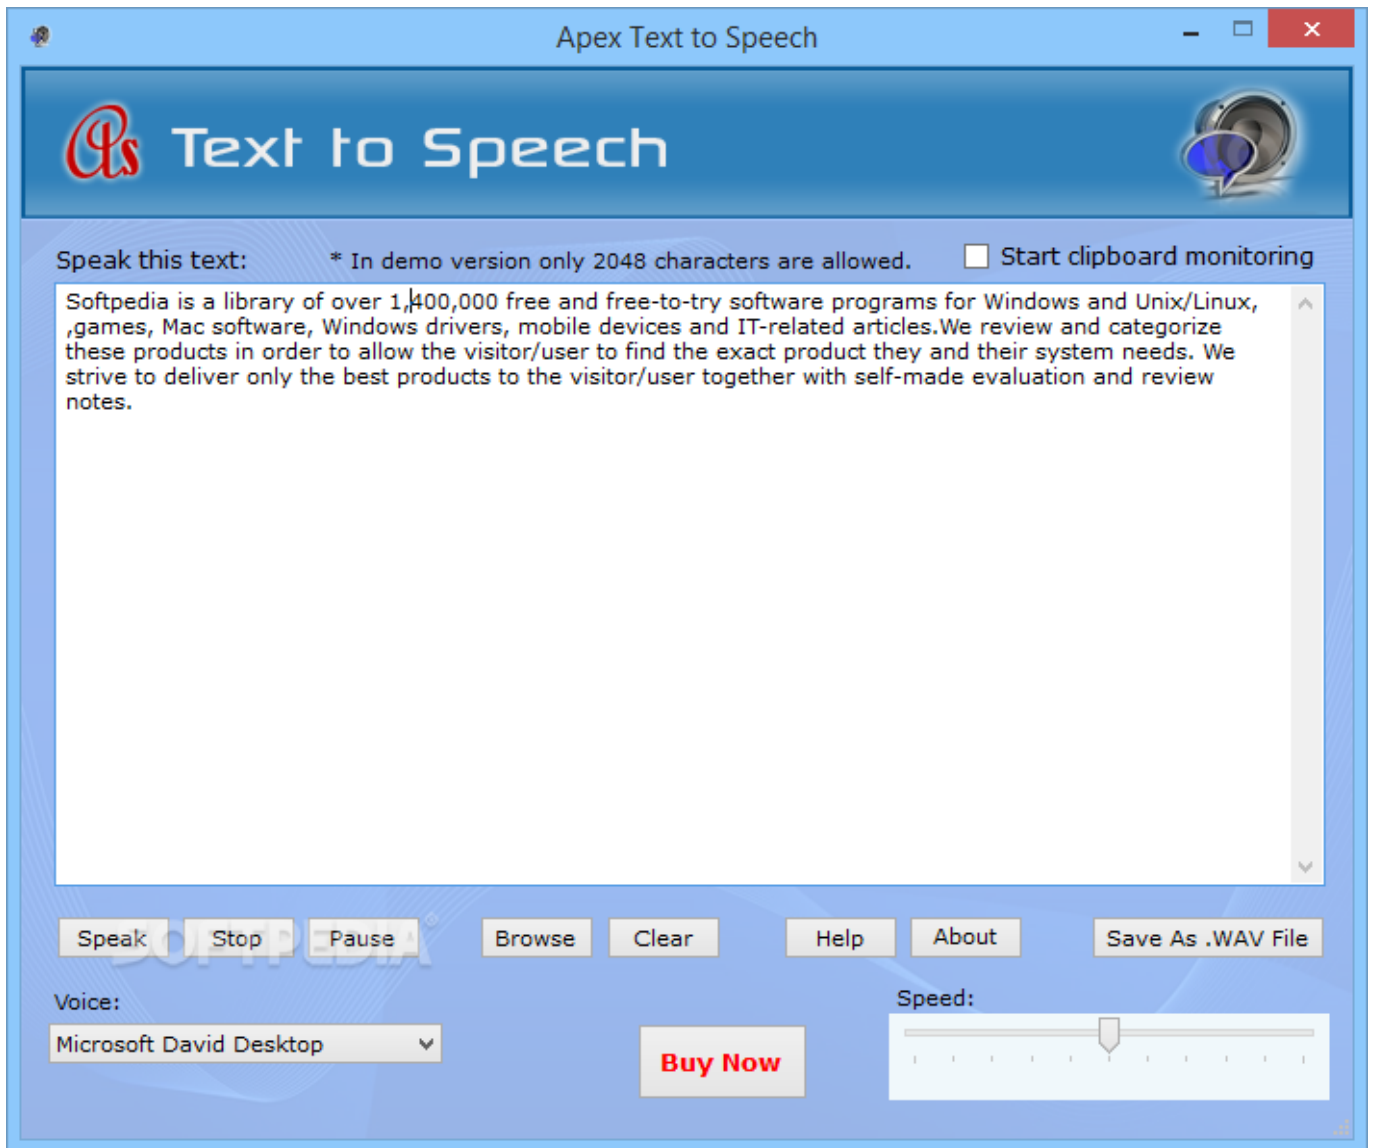 Apex Text to Speech
Aps Text to Speech
Speak this text: * In demo version only 2048 characters are allowed. Start clipboard monitoring
Softpedia is a library of over 1,400,000 free and free-to-try software programs for Windows and Unix/Linux,
,games, Mac software, Windows drivers, mobile devices and IT-related articles.We review and categorize
these products in order to allow the visitor/user to find the exact product they and their system needs. We
strive to deliver only the best products to the visitor/user together with self-made evaluation and review
notes.
Speak Stop Pause Browse Clear Help About Save As .WAV File
SOFTPEDIA®
Voice: Speed:
Microsoft David Desktop
Buy Now